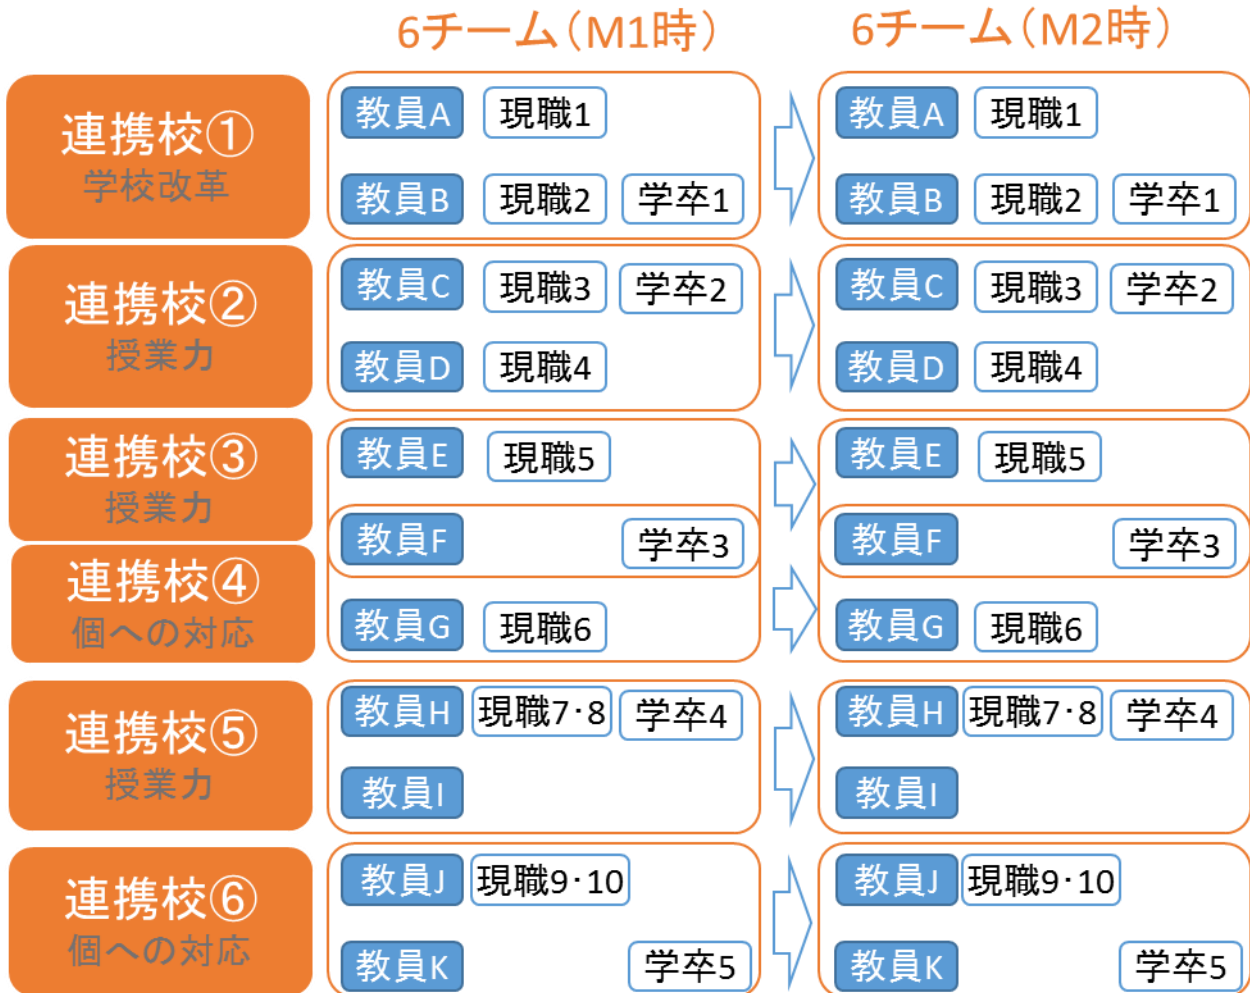 6チーム（M1時） 6チーム（M2時）
連携校①
学校改革
教員A 現職1 教員A 現職1
教員B 現職2 学卒1 教員B 現職2 学卒1
連携校②
授業力
教員C 現職3 学卒2 教員C 現職3 学卒2
教員D 現職4 教員D 現職4
連携校③
授業力
教員E 現職5 教員E 現職5
教員F 学卒3 教員F 学卒3
連携校④
個への対応
教員G 現職6 教員G 現職6
連携校⑤
授業力
教員H 現職7･8 学卒4 教員H 現職7･8 学卒4
教員I 教員I
連携校⑥
個への対応
教員J 現職9･10 教員J 現職9･10
教員K 学卒5 教員K 学卒5